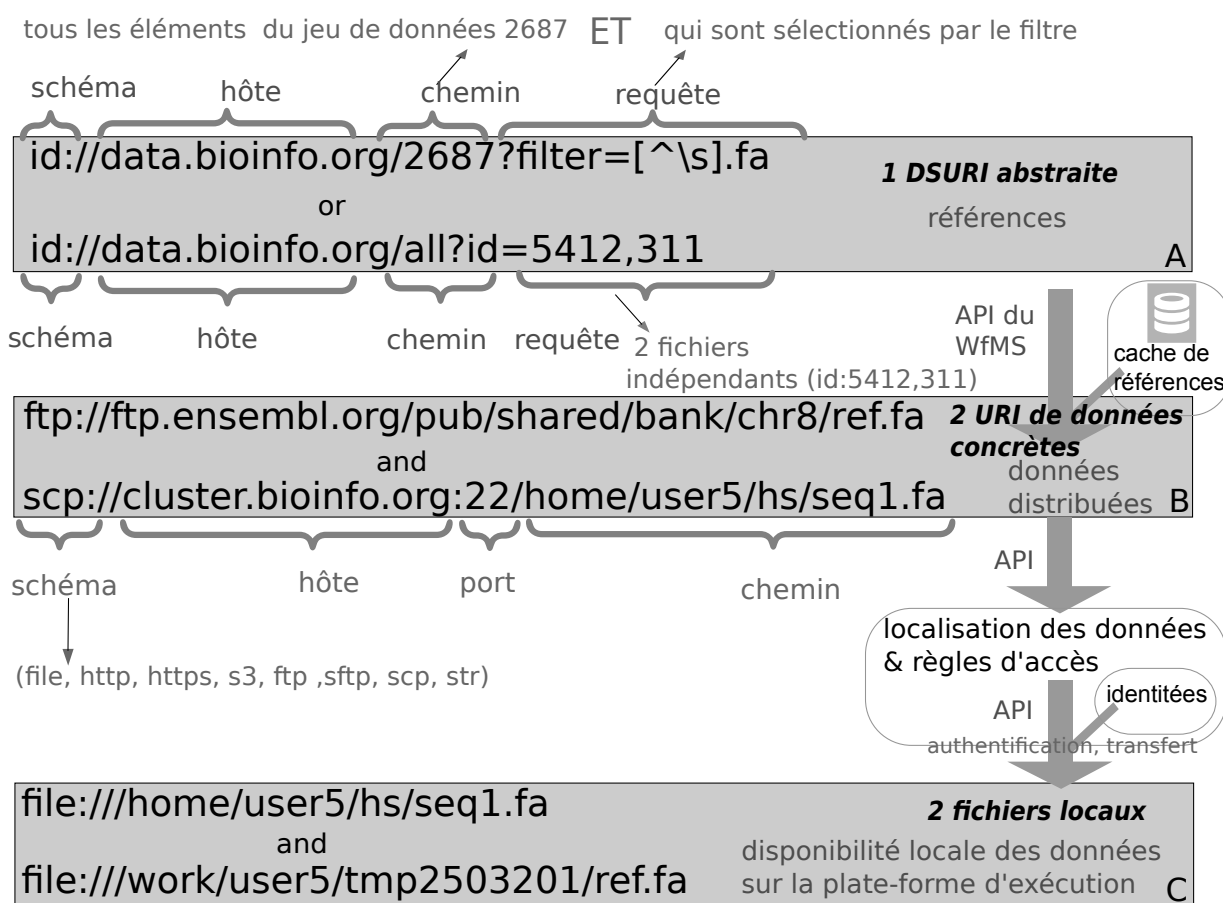 tous les éléments du jeu de données 2687 ET qui sont sélectionnés par le filtre
schéma hôte chemin requête
id://data.bioinfo.org/2687?filter=[^\s].fa
1 DSURI abstraite
or
références
id://data.bioinfo.org/all?id=5412,311
A
schéma hôte chemin requête
2 fichiers
indépendants (id:5412,311)
API du
WfMS
cache de
références
ftp://ftp.ensembl.org/pub/shared/bank/chr8/ref.fa
2 URI de données
concrètes
and
données
distribuées
scp://cluster.bioinfo.org:22/home/user5/hs/seq1.fa
B
schéma hôte port chemin
API
(file, http, https, s3, ftp ,sftp, scp, str)
localisation des données
& règles d'accès
identitées
API
authentification, transfert
file:///home/user5/hs/seq1.fa
2 fichiers locaux
and
disponibilité locale des données
file:///work/user5/tmp2503201/ref.fa
sur la plate-forme d'exécution
C